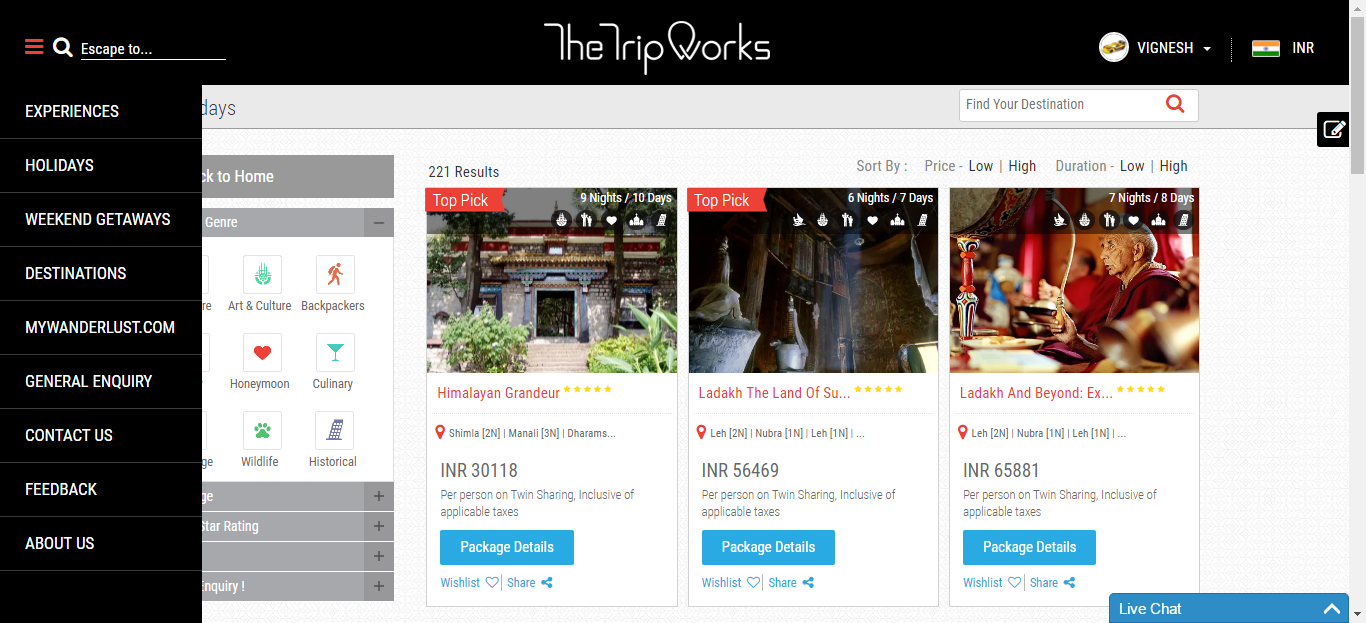 Escape to...
The Trip Works
VIGNESH
INR
EXPERIENCES
HOLIDAYS
WEEKEND GETAWAYS
DESTINATIONS
MYWANDERLUST.COM
GENERAL ENQUIRY
CONTACT US
FEEDBACK
ABOUT US
days
Find Your Destination
ck to Home
Genre
re
Art & Culture
Backpackers
Honeymoon
Culinary
ge
Wildlife
Historical
ge
Star Rating
Enquiry !
221 Results
Sort By : Price - Low | High Duration - Low | High
Top Pick
9 Nights / 10 Days
Himalayan Grandeur
Shimla [2N] | Manali [3N] | Dharams...
INR 30118
Per person on Twin Sharing, Inclusive of
applicable taxes
Package Details
Wishlist
Share
Top Pick
6 Nights / 7 Days
Ladakh The Land Of Su...
Leh [2N] | Nubra [1N] | Leh [1N] | ...
INR 56469
Per person on Twin Sharing, Inclusive of
applicable taxes
Package Details
Wishlist
Share
7 Nights / 8 Days
Ladakh And Beyond: Ex...
Leh [2N] | Nubra [1N] | Leh [1N] | ...
INR 65881
Per person on Twin Sharing, Inclusive of
applicable taxes
Package Details
Wishlist
Share
Live Chat